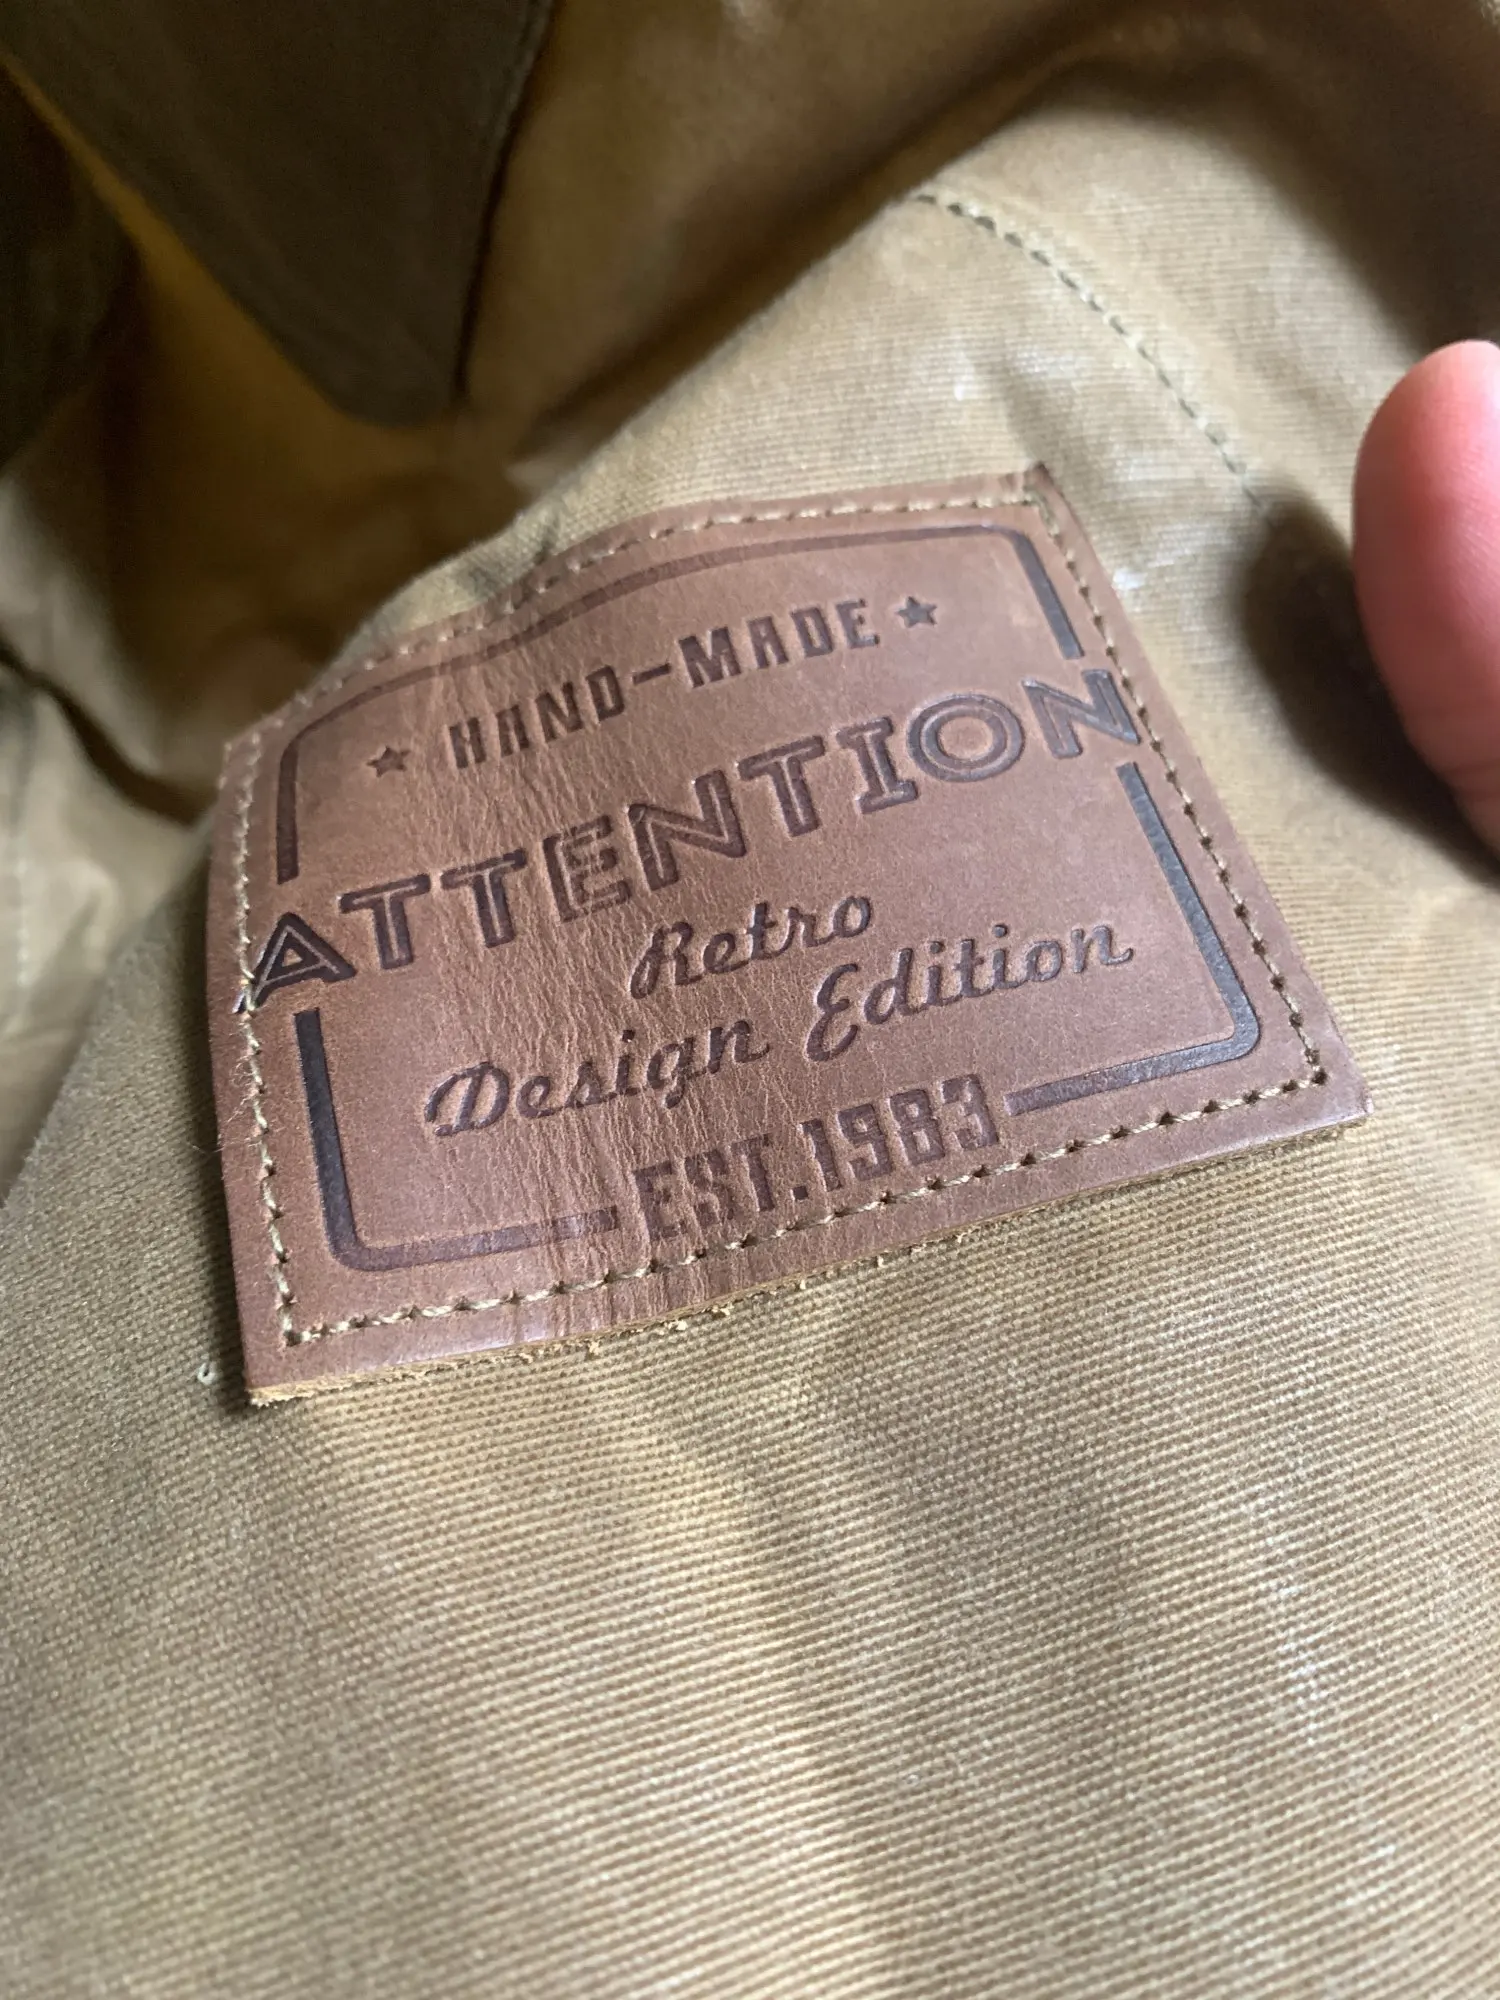 ★ HAND-MADE ★
ATTENTION
Retro
Design Edition
EST.1983